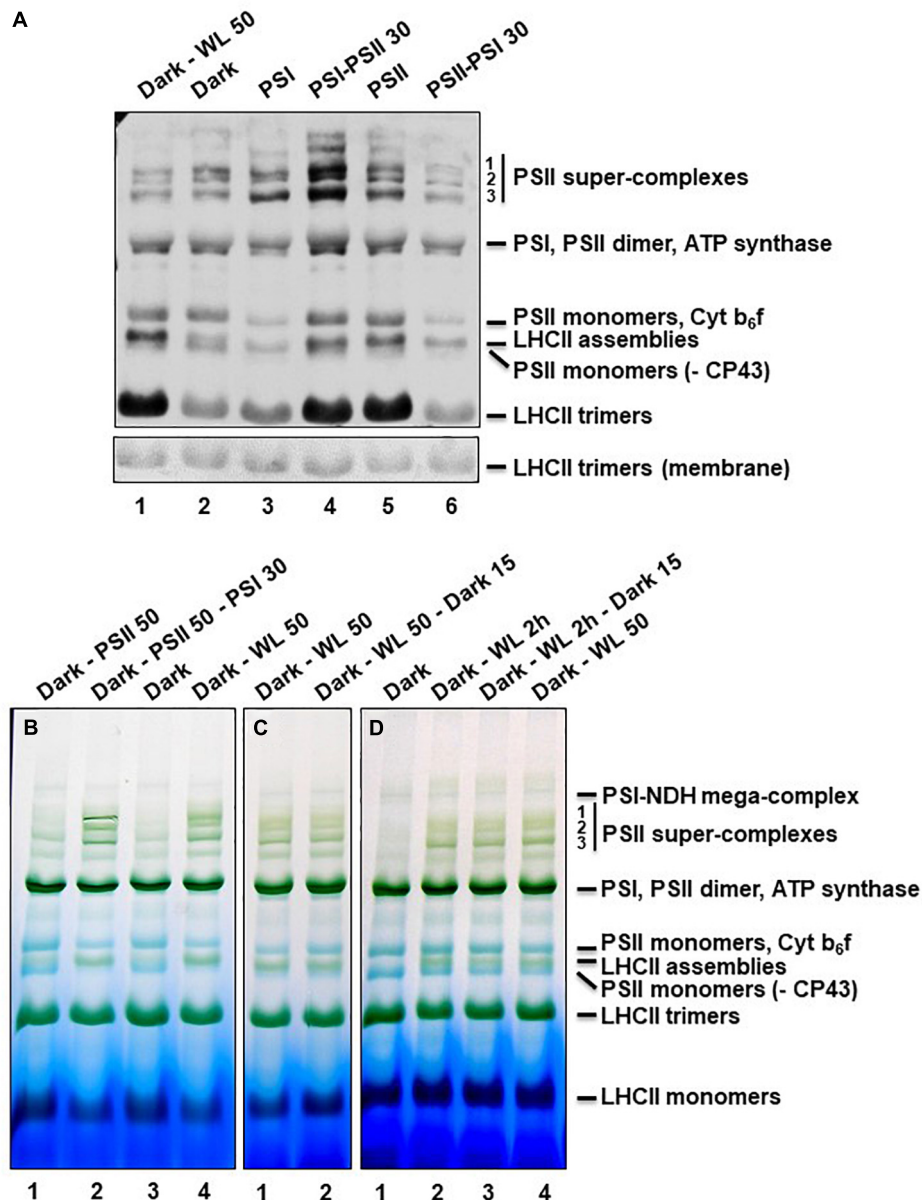 A
Dark - WL 50
Dark
PSI
PSI-PSII 30
PSII
PSII-PSI 30
1
2
3
PSII super-complexes
PSI, PSII dimer, ATP synthase
PSII monomers, Cyt b₆f
LHCII assemblies
PSII monomers (- CP43)
LHCII trimers
LHCII trimers (membrane)
1 2 3 4 5 6
Dark - PSII 50
Dark - PSII 50 - PSI 30
Dark
Dark - WL 50
Dark - WL 50
Dark - WL 50 - Dark 15
Dark
Dark - WL 2h
Dark - WL 2h - Dark 15
Dark - WL 50
B
C
D
PSI-NDH mega-complex
1
2
3
PSII super-complexes
PSI, PSII dimer, ATP synthase
PSII monomers, Cyt b₆f
LHCII assemblies
PSII monomers (- CP43)
LHCII trimers
LHCII monomers
1 2 3 4 1 2 1 2 3 4